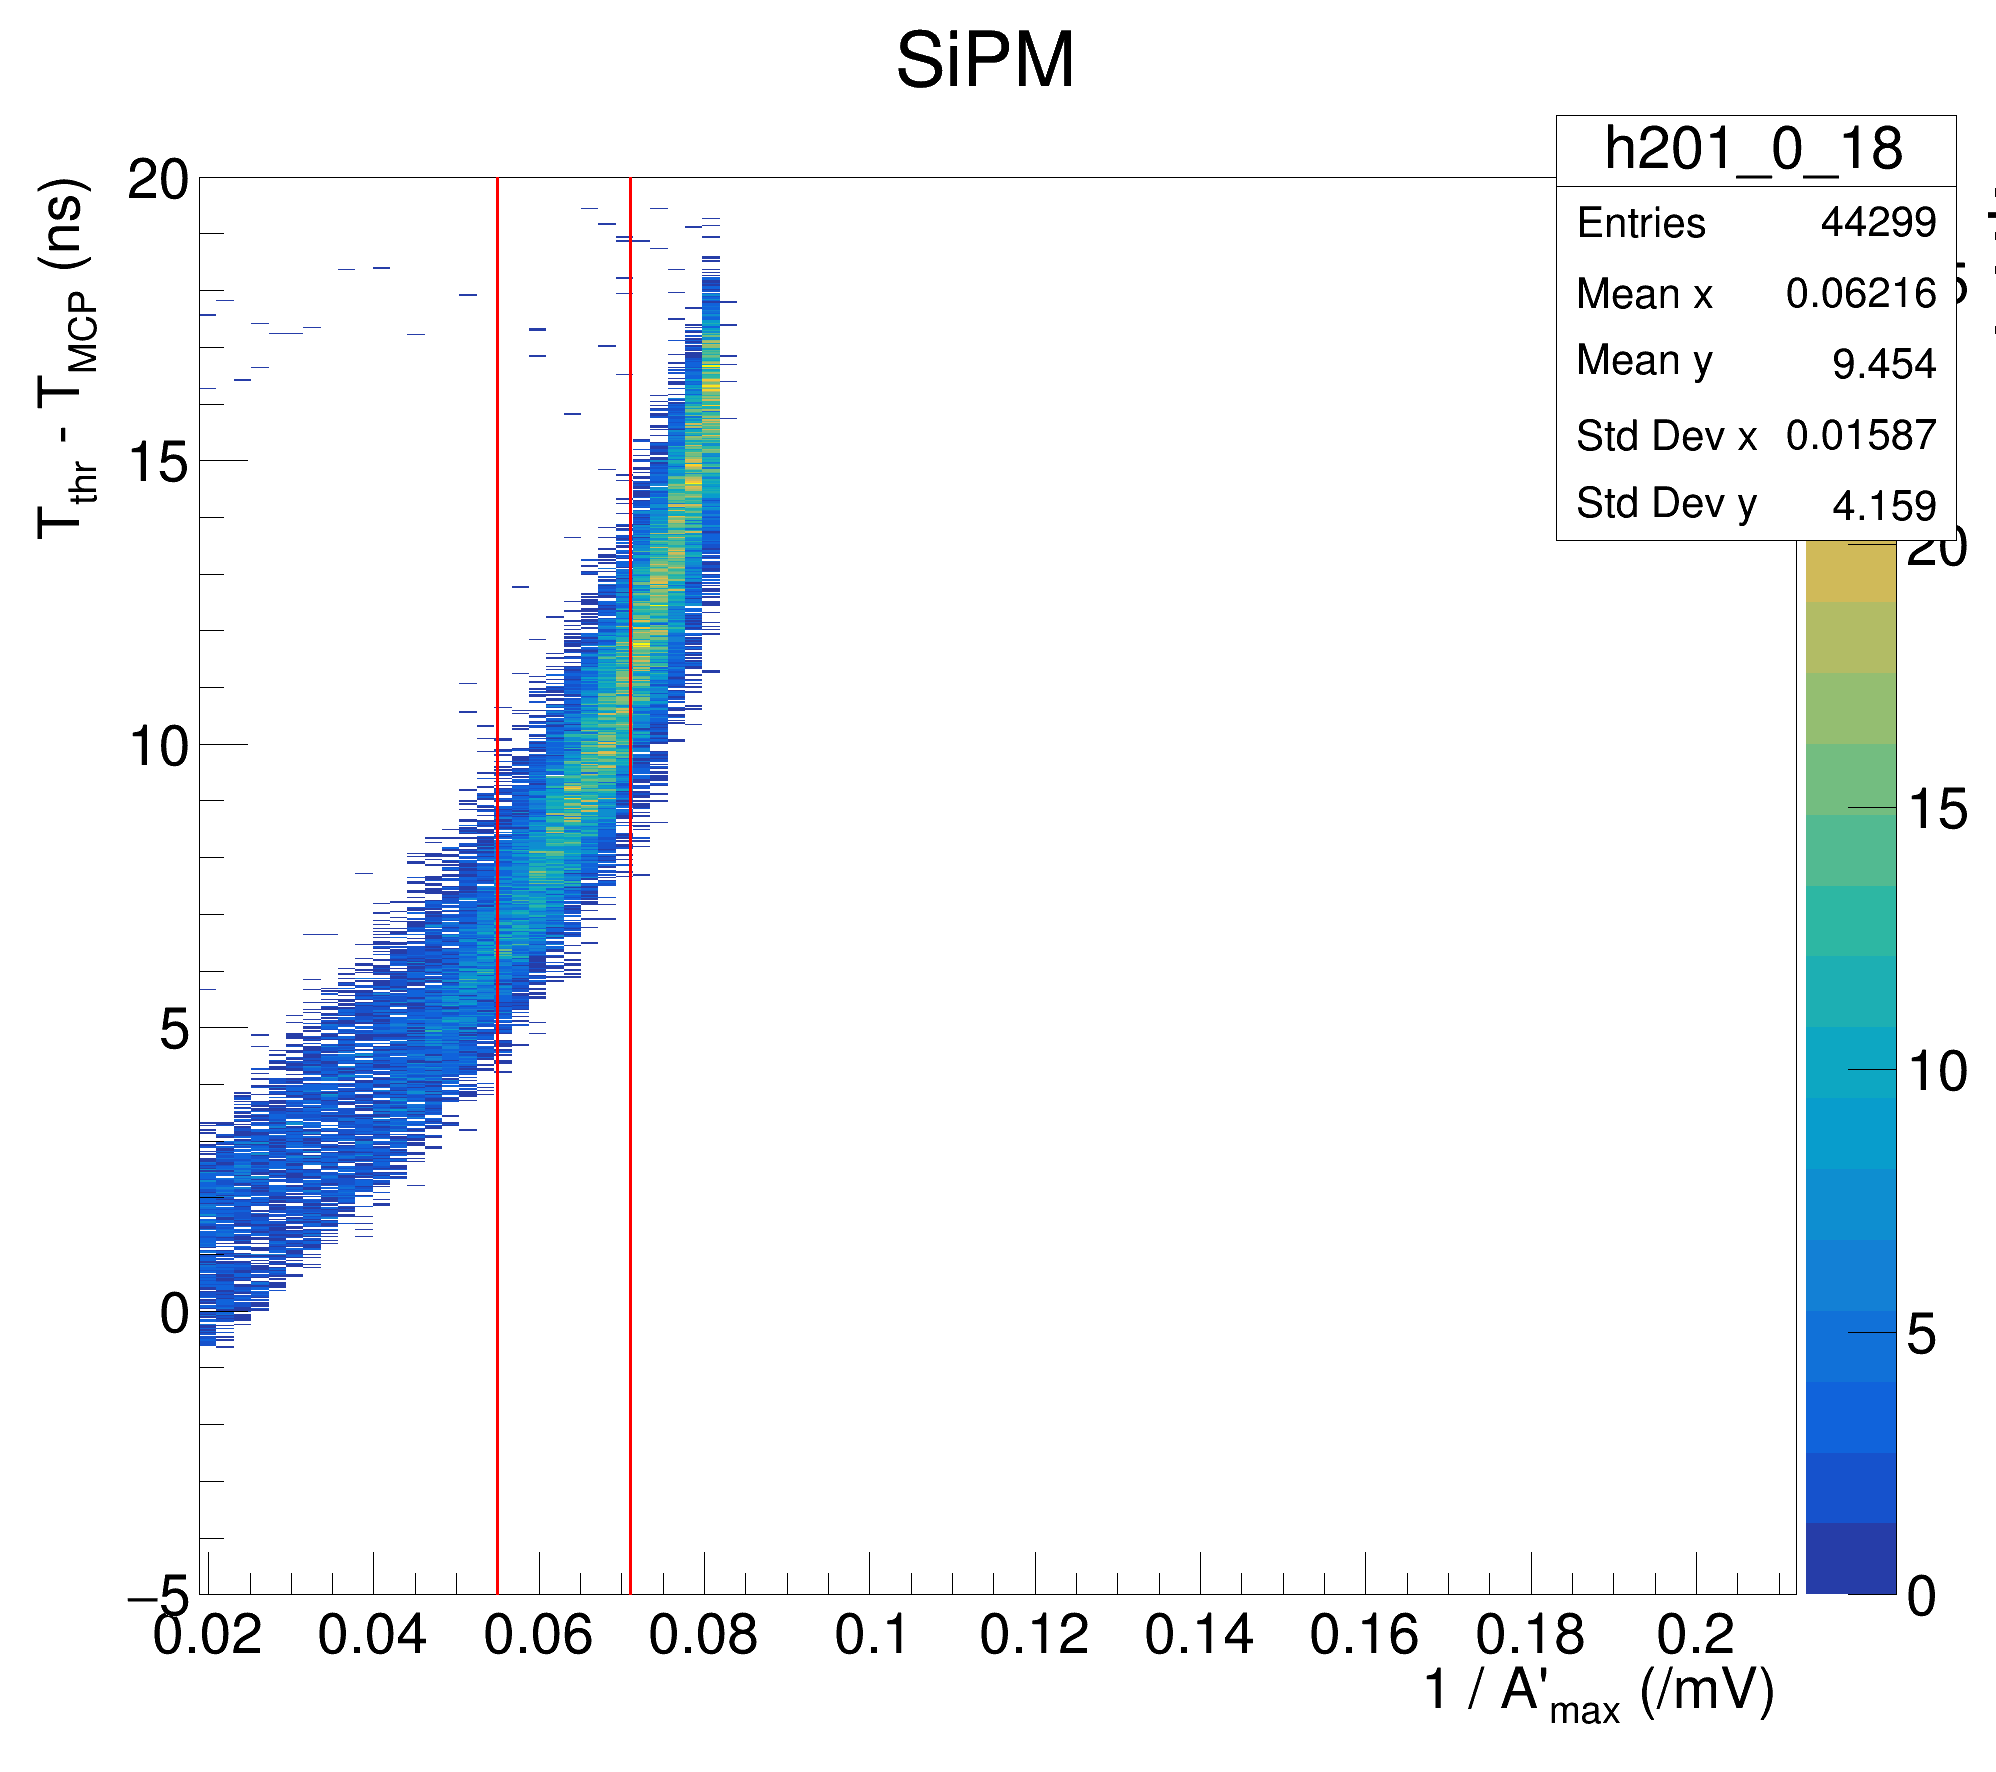 SiPM
h201_0_18
Entries 44299
Mean x 0.06216
Mean y 9.454
Std Dev x 0.01587
Std Dev y 4.159
T_thr - T_MCP (ns)
20
15
10
5
0
−5
0.02 0.04 0.06 0.08 0.1 0.12 0.14 0.16 0.18 0.2
1 / A'_max (/mV)
20
15
10
5
0